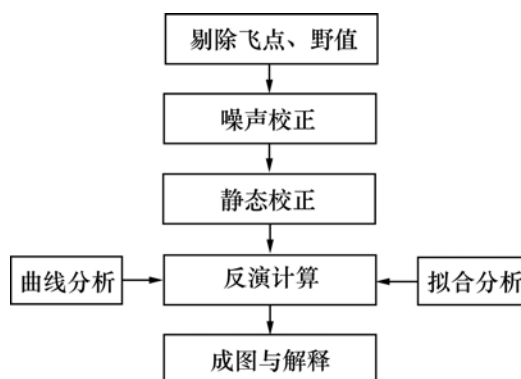 剔除飞点、野值
噪声校正
静态校正
曲线分析
反演计算
拟合分析
成图与解释